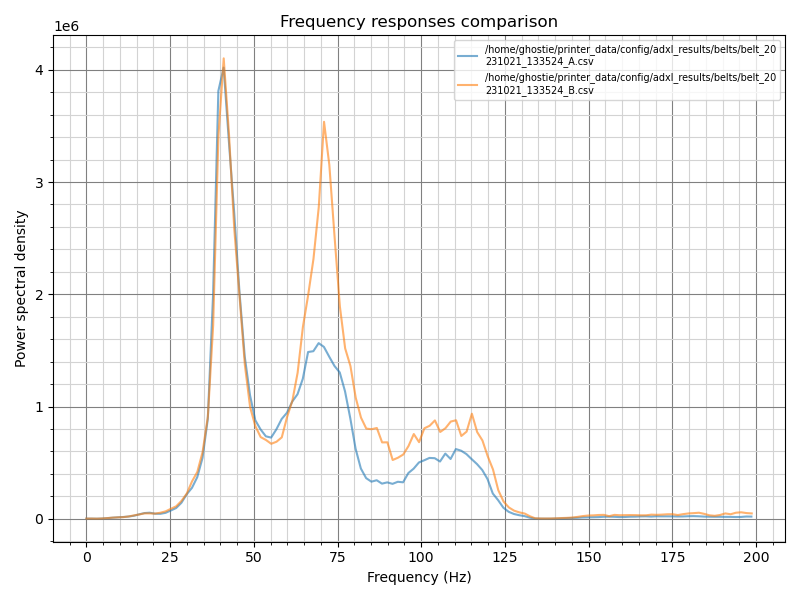 Frequency responses comparison
1e6
/home/ghostie/printer_data/config/adxl_results/belts/belt_20
231021_133524_A.csv
/home/ghostie/printer_data/config/adxl_results/belts/belt_20
231021_133524_B.csv
4
3
2
1
0
Power spectral density
0 25 50 75 100 125 150 175 200
Frequency (Hz)